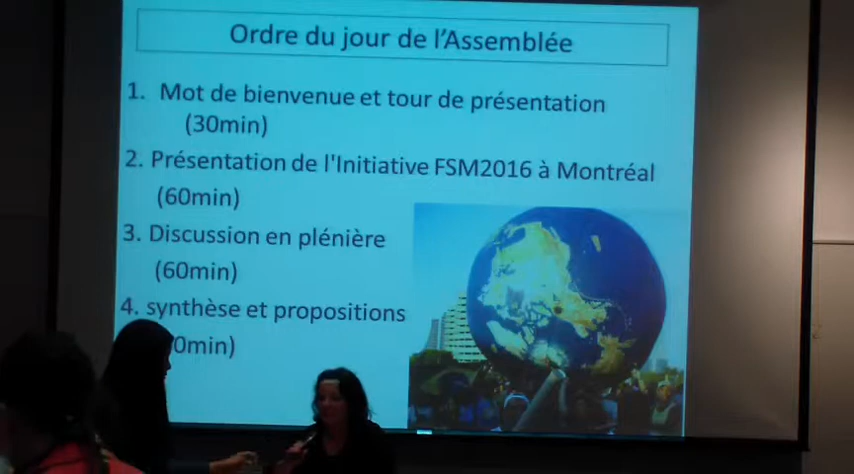 Ordre du jour de l'Assemblée
1. Mot de bienvenue et tour de présentation
(30min)
2. Présentation de l'Initiative FSM2016 à Montréal
(60min)
3. Discussion en plénière
(60min)
4. synthèse et propositions